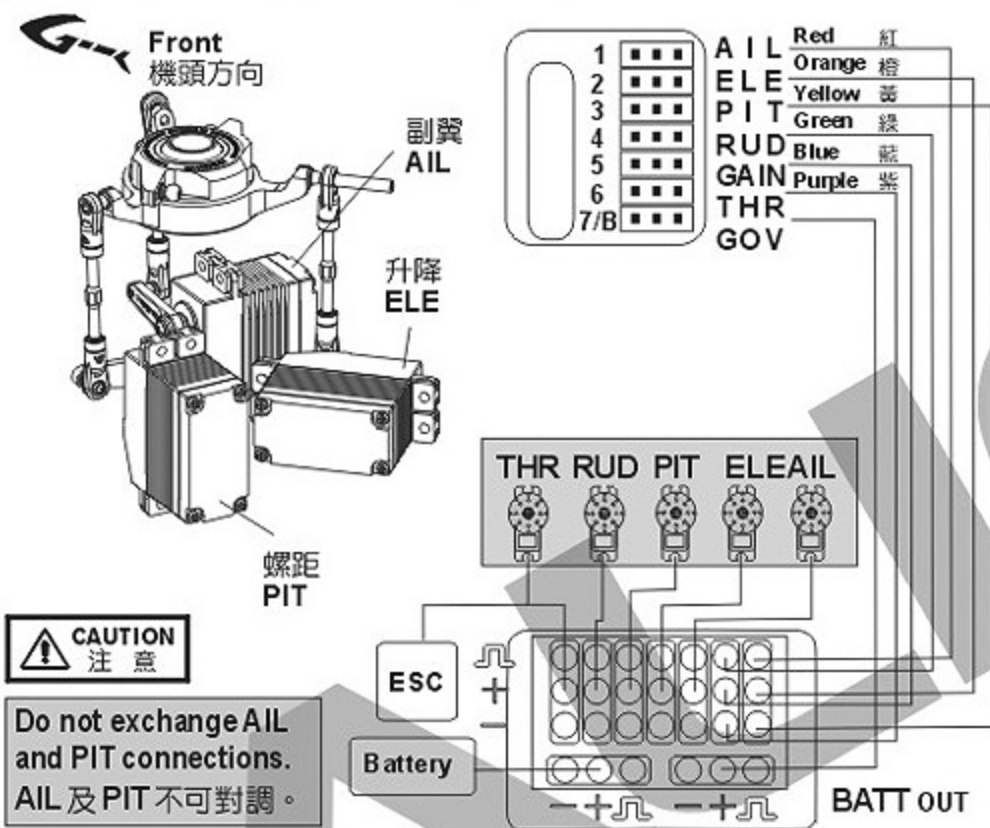 Front
機頭方向
副翼
AIL
升降
ELE
螺距
PIT
CAUTION
注 意
Do not exchange AIL
and PIT connections.
AIL 及 PIT 不可對調。
1
2
3
4
5
6
7/B
AIL
ELE
PIT
RUD
GAIN
THR
GOV
Red 紅
Orange 橙
Yellow 黃
Green 綠
Blue 藍
Purple 紫
THR RUD PIT ELE AIL
ESC
+
−
Battery
− + − +
BATT OUT